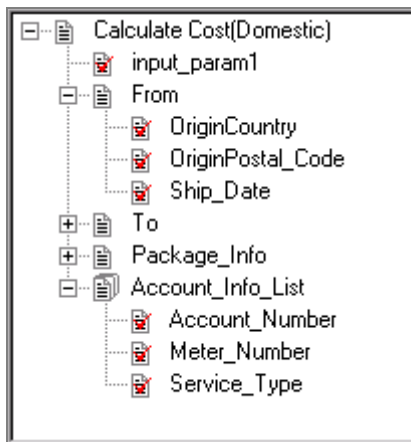 Calculate Cost(Domestic)
input_param1
From
OriginCountry
OriginPostal_Code
Ship_Date
To
Package_Info
Account_Info_List
Account_Number
Meter_Number
Service_Type